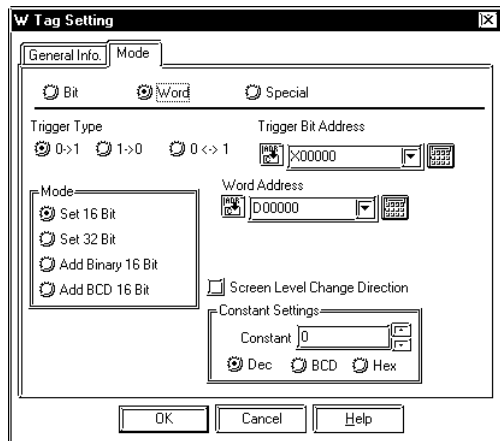 W Tag Setting
General Info. Mode
Bit Word Special
Trigger Type Trigger Bit Address
0->1 1->0 0 <-> 1 X00000
Mode Word Address
Set 16 Bit D00000
Set 32 Bit
Add Binary 16 Bit
Add BCD 16 Bit Screen Level Change Direction
Constant Settings
Constant 0
Dec BCD Hex
OK Cancel Help